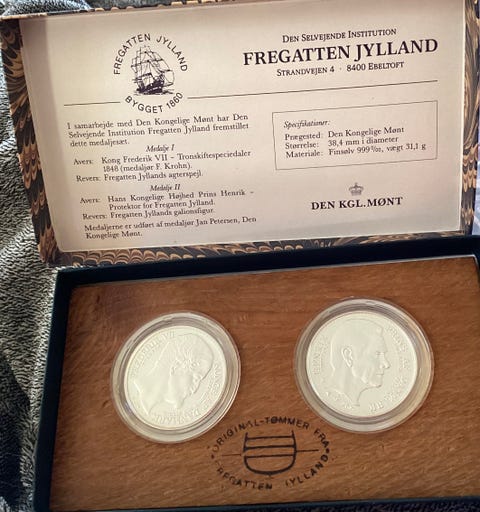 FREGATTEN JYLLAND
BYGGET 1860
DEN SELVEJENDE INSTITUTION
FREGATTEN JYLLAND
STRANDVEJEN 4 · 8400 EBELTOFT
I samarbejde med Den Kongelige Mønt har Den
Selvejende Institution Fregatten Jylland fremstillet
dette medaljesæt.
Medalje I
Avers: Kong Frederik VII – Tronskiftespeciedaler
1848 (medaljør F. Krohn).
Revers: Fregatten Jyllands agterspejl.
Medalje II
Avers: Hans Kongelige Højhed Prins Henrik –
Protektor for Fregatten Jylland.
Revers: Fregatten Jyllands galionsfigur.
Medaljerne er udført af medaljør Jan Petersen, Den
Kongelige Mønt.
Specifikationer:
Prægested: Den Kongelige Mønt
Størrelse: 38,4 mm i diameter
Materiale: Finsølv 999 ⁰/₀₀, vægt 31,1 g
DEN KGL. MØNT
ORIGINAL-TØMMER FRA
FREGATTEN JYLLAND